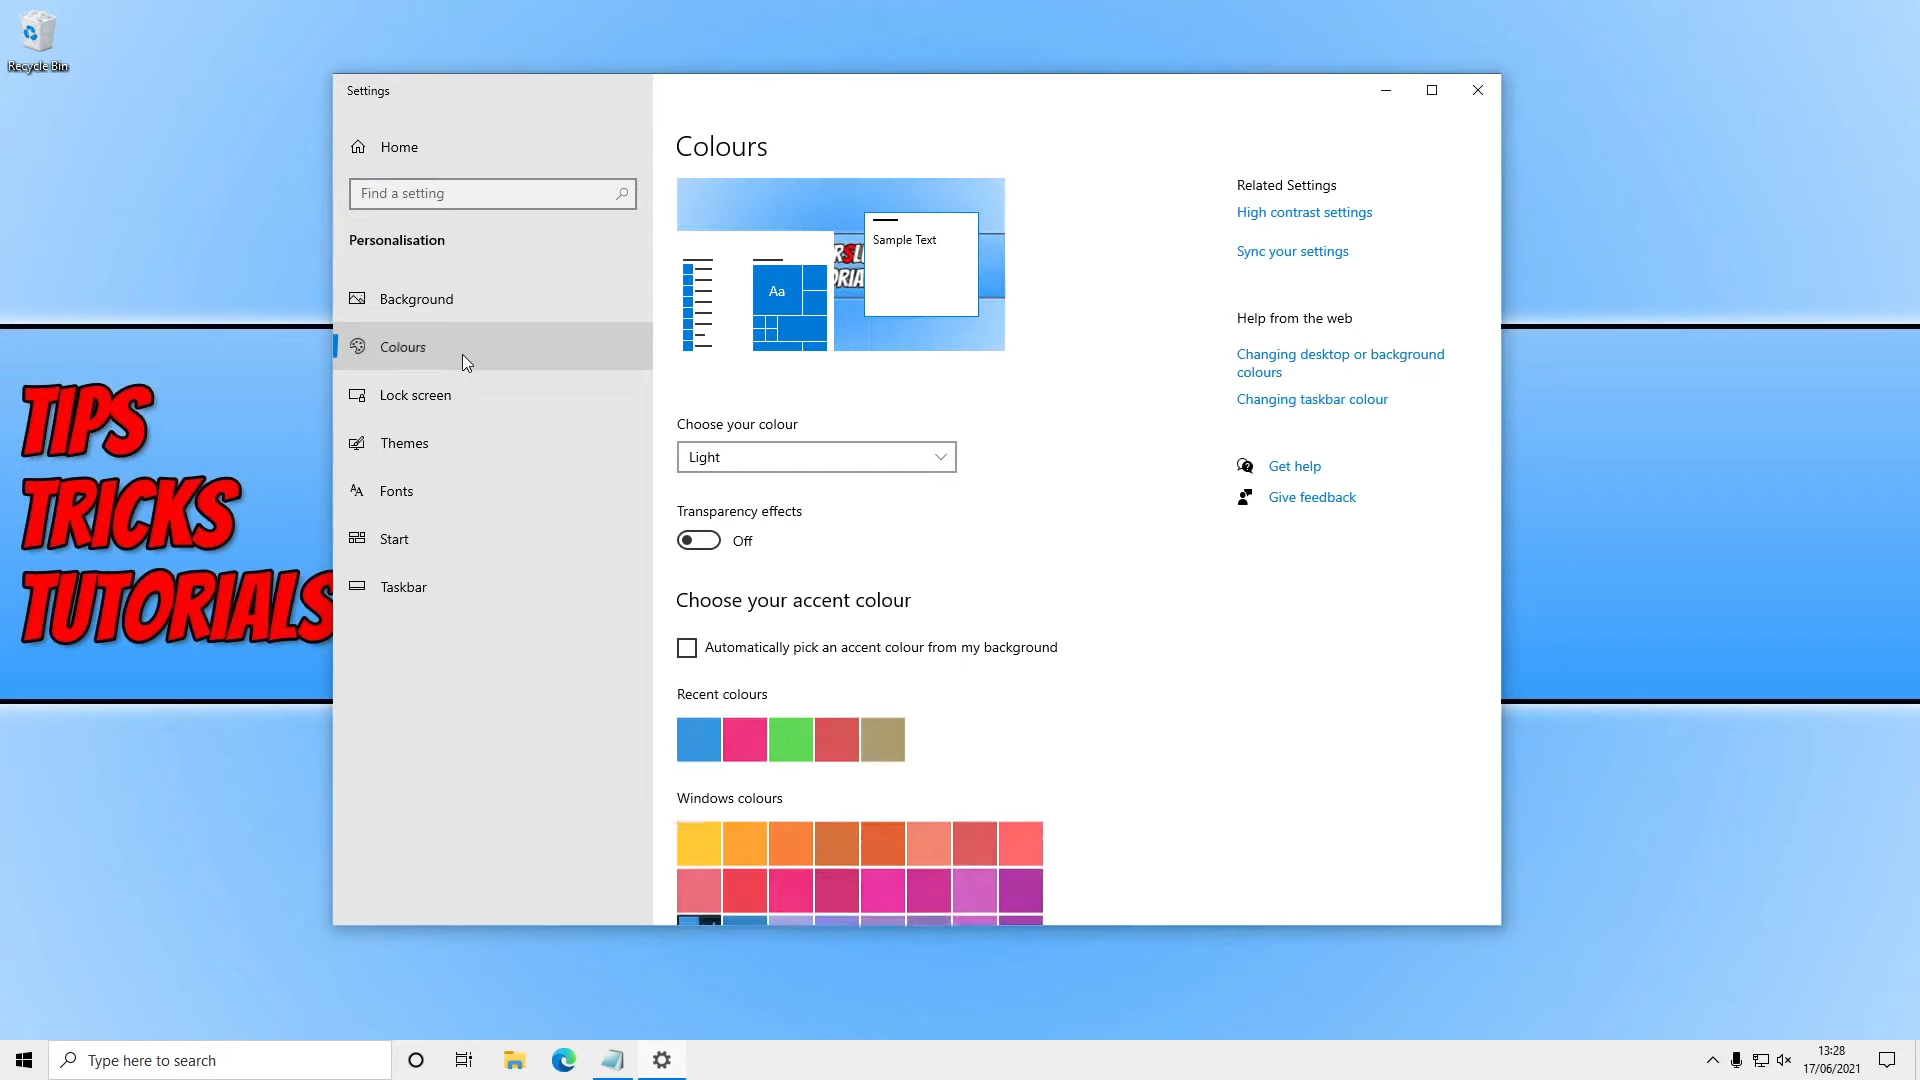 Recycle Bin
TIPS
TRICKS
TUTORIALS
Settings
Home
Find a setting
Personalisation
Background
Colours
Lock screen
Themes
Fonts
Start
Taskbar
Colours
Sample Text
Aa
Choose your colour
Light
Transparency effects
Off
Choose your accent colour
Automatically pick an accent colour from my background
Recent colours
Windows colours
Related Settings
High contrast settings
Sync your settings
Help from the web
Changing desktop or background
colours
Changing taskbar colour
Get help
Give feedback
Type here to search
13:28
17/06/2021